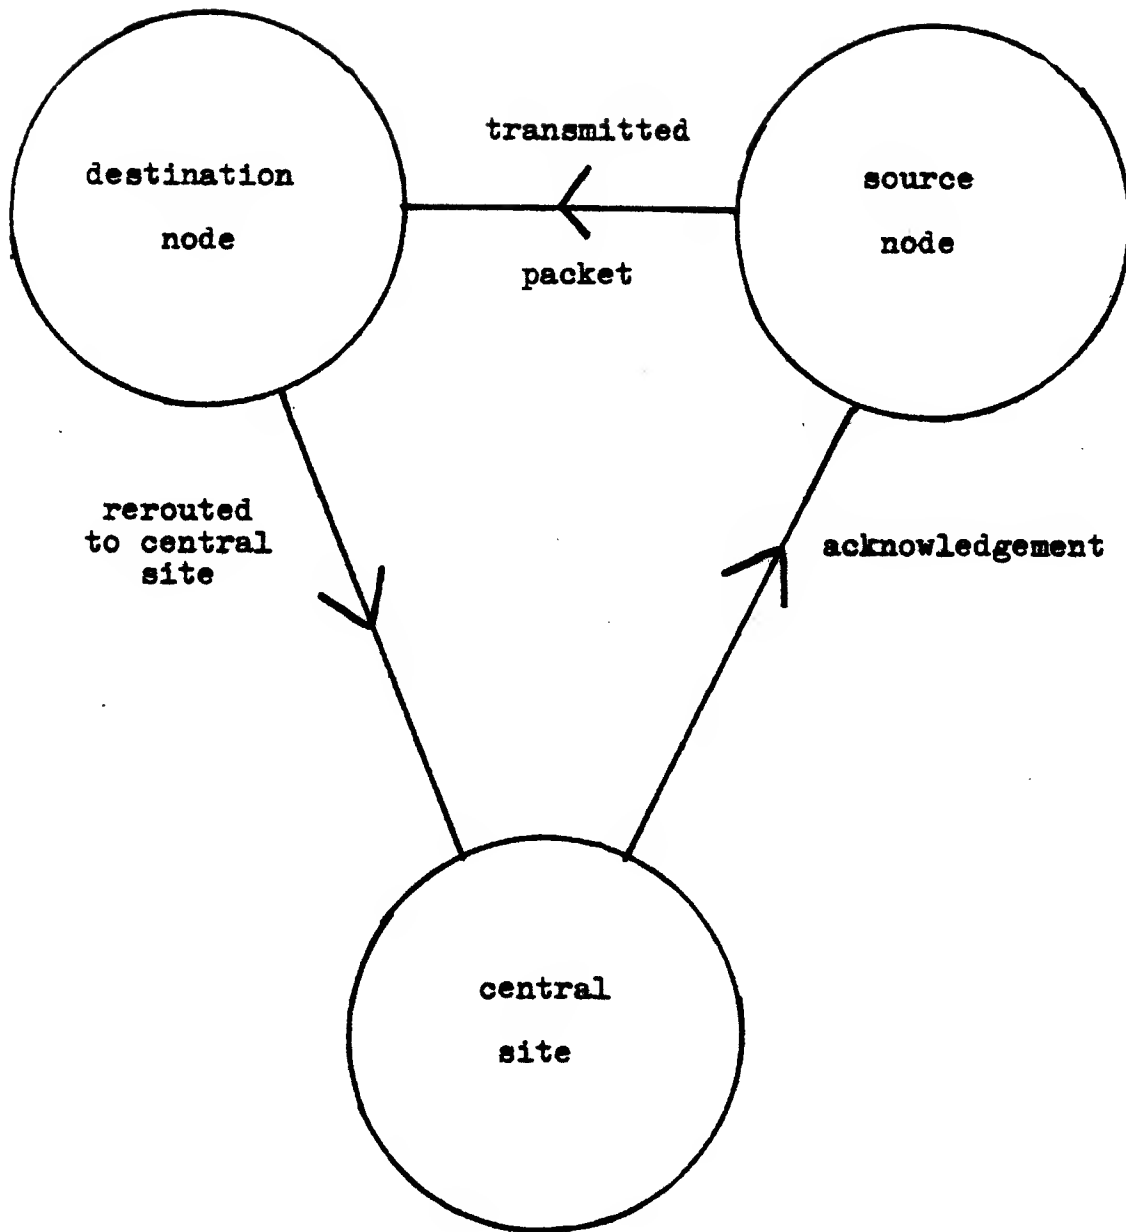 transmitted
packet
destination
node
source
node
rerouted
to central
site
acknowledgement
central
site